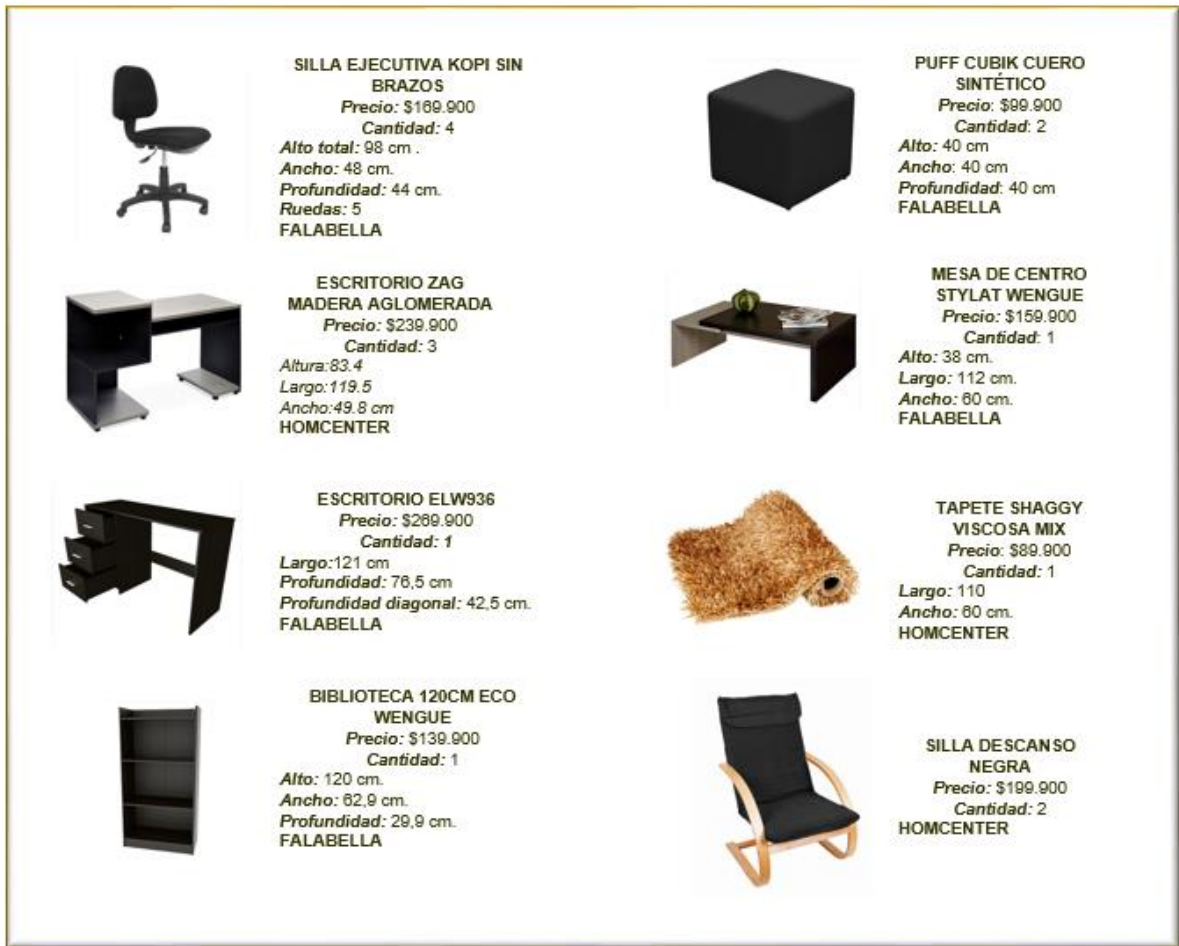 SILLA EJECUTIVA KOPI SIN
BRAZOS
Precio: $169.900
Cantidad: 4
Alto total: 98 cm .
Ancho: 48 cm.
Profundidad: 44 cm.
Ruedas: 5
FALABELLA
PUFF CUBIK CUERO
SINTÉTICO
Precio: $99.900
Cantidad: 2
Alto: 40 cm
Ancho: 40 cm
Profundidad: 40 cm
FALABELLA
ESCRITORIO ZAG
MADERA AGLOMERADA
Precio: $239.900
Cantidad: 3
Altura:83.4
Largo:119.5
Ancho:49.8 cm
HOMCENTER
MESA DE CENTRO
STYLAT WENGUE
Precio: $159.900
Cantidad: 1
Alto: 38 cm.
Largo: 112 cm.
Ancho: 60 cm.
FALABELLA
ESCRITORIO ELW936
Precio: $269.900
Cantidad: 1
Largo:121 cm
Profundidad: 76,5 cm
Profundidad diagonal: 42,5 cm.
FALABELLA
TAPETE SHAGGY
VISCOSA MIX
Precio: $89.900
Cantidad: 1
Largo: 110
Ancho: 60 cm.
HOMCENTER
BIBLIOTECA 120CM ECO
WENGUE
Precio: $139.900
Cantidad: 1
Alto: 120 cm.
Ancho: 62,9 cm.
Profundidad: 29,9 cm.
FALABELLA
SILLA DESCANSO
NEGRA
Precio: $199.900
Cantidad: 2
HOMCENTER